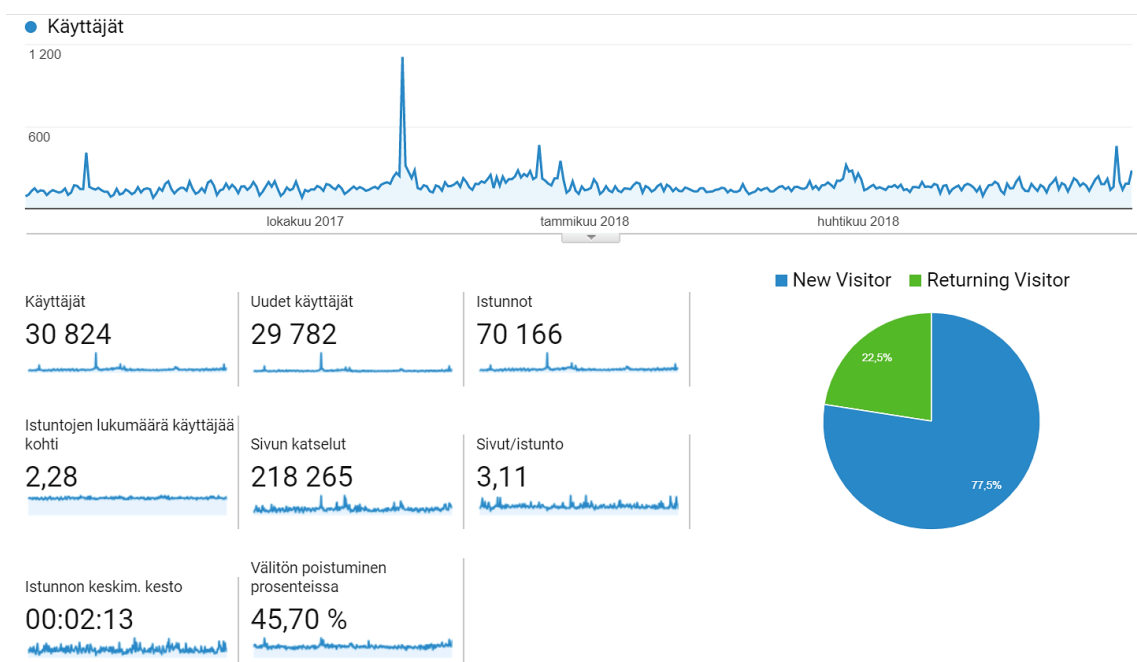 Käyttäjät
1 200
600
lokakuu 2017
tammikuu 2018
huhtikuu 2018
New Visitor
Returning Visitor
Käyttäjät
30 824
Uudet käyttäjät
29 782
Istunnot
70 166
22,5%
77,5%
Istuntojen lukumäärä käyttäjää
kohti
2,28
Sivun katselut
218 265
Sivut/istunto
3,11
Istunnon keskim. kesto
00:02:13
Välitön poistuminen
prosenteissa
45,70 %